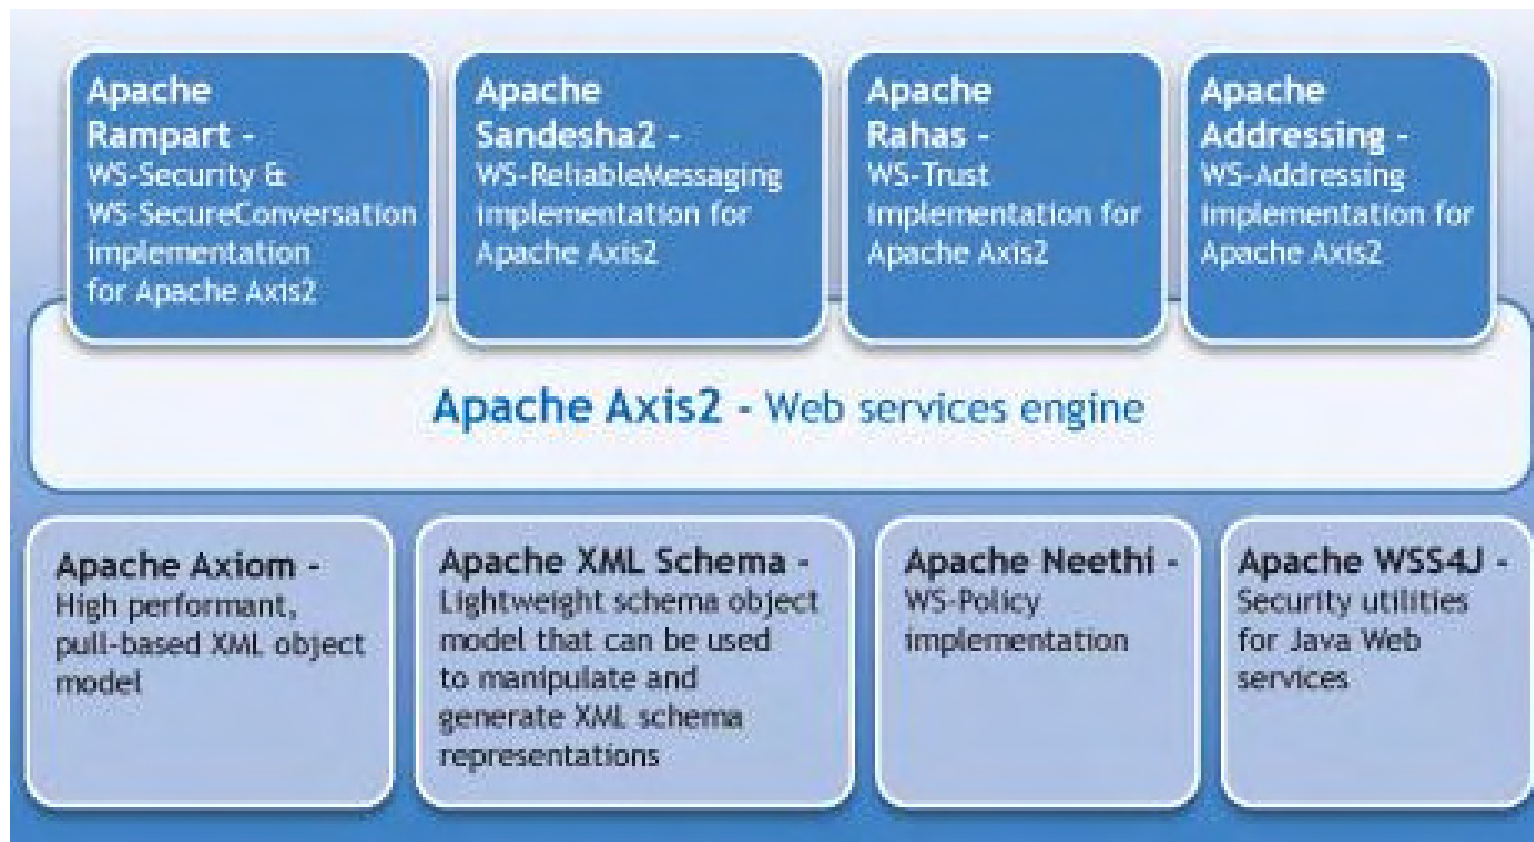 Apache
Rampart -
WS-Security &
WS-SecureConversation
implementation
for Apache Axis2
Apache
Sandesha2 -
WS-ReliableMessaging
implementation for
Apache Axis2
Apache
Rahas -
WS-Trust
implementation for
Apache Axis2
Apache
Addressing -
WS-Addressing
implementation for
Apache Axis2
Apache Axis2 - Web services engine
Apache Axiom -
High performant,
pull-based XML object
model
Apache XML Schema -
Lightweight schema object
model that can be used
to manipulate and
generate XML schema
representations
Apache Neethi -
WS-Policy
implementation
Apache WSS4J -
Security utilities
for Java Web
services